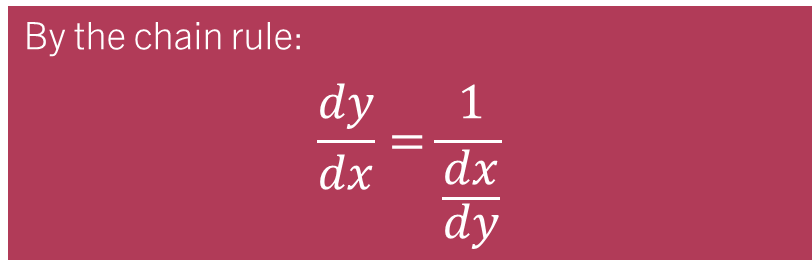 By the chain rule:
dy/dx = 1/(dx/dy)